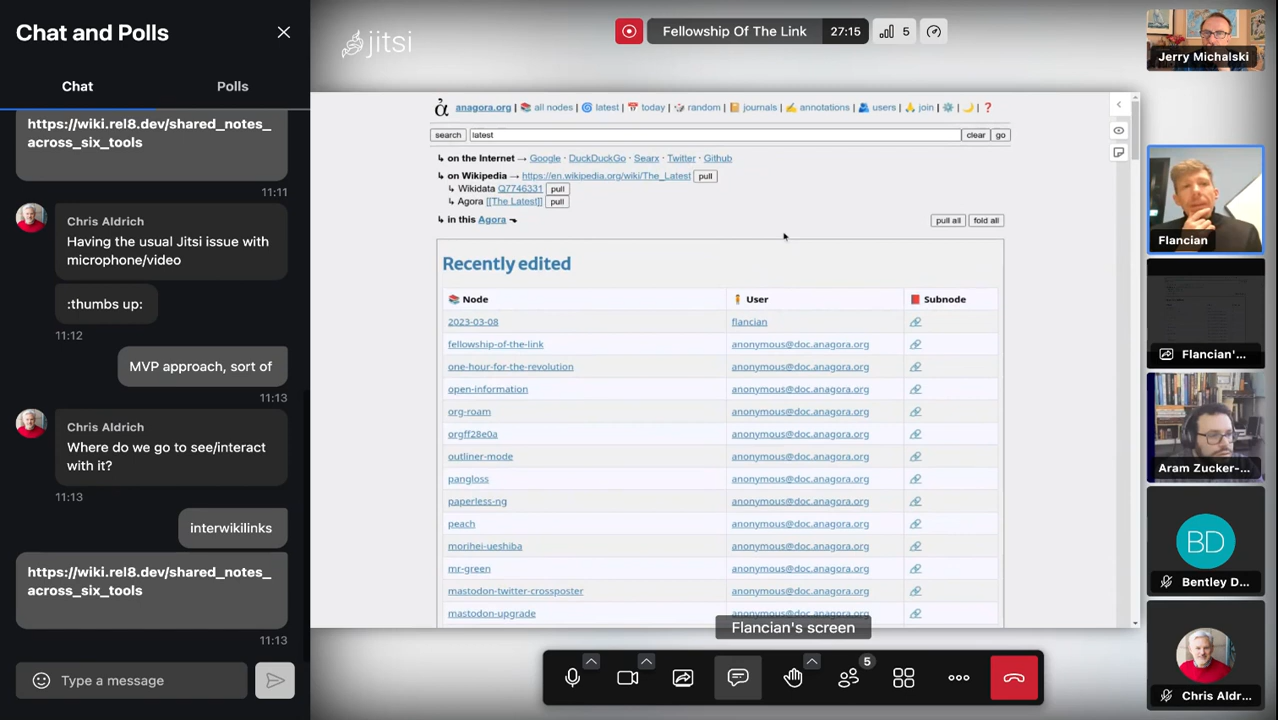 Chat and Polls
Chat
Polls
https://wiki.rel8.dev/shared_notes_
across_six_tools
11:11
Chris Aldrich
Having the usual Jitsi issue with
microphone/video
:thumbs up:
11:12
MVP approach, sort of
11:13
Chris Aldrich
Where do we go to see/interact
with it?
11:13
interwikilinks
https://wiki.rel8.dev/shared_notes_
across_six_tools
11:13
Type a message
jitsi
Fellowship Of The Link
27:15
5
anagora.org | all nodes | latest | today | random | journals | annotations | users | join | | | ?
search
latest
clear
go
↳ on the Internet → Google · DuckDuckGo · Searx · Twitter · Github
↳ on Wikipedia → https://en.wikipedia.org/wiki/The_Latest pull
↳ Wikidata Q7746331 pull
↳ Agora [[The Latest]] pull
↳ in this Agora
pull all
fold all
Recently edited
Node User Subnode
2023-03-08 flancian
fellowship-of-the-link anonymous@doc.anagora.org
one-hour-for-the-revolution anonymous@doc.anagora.org
open-information anonymous@doc.anagora.org
org-roam anonymous@doc.anagora.org
orgff28e0a anonymous@doc.anagora.org
outliner-mode anonymous@doc.anagora.org
pangloss anonymous@doc.anagora.org
paperless-ng anonymous@doc.anagora.org
peach anonymous@doc.anagora.org
morihei-ueshiba anonymous@doc.anagora.org
mr-green anonymous@doc.anagora.org
mastodon-twitter-crossposter anonymous@doc.anagora.org
mastodon-upgrade anonymous@doc.anagora.org
Flancian's screen
5
Jerry Michalski
Flancian
Flancian'...
Aram Zucker-...
BD
Bentley D...
Chris Aldr...